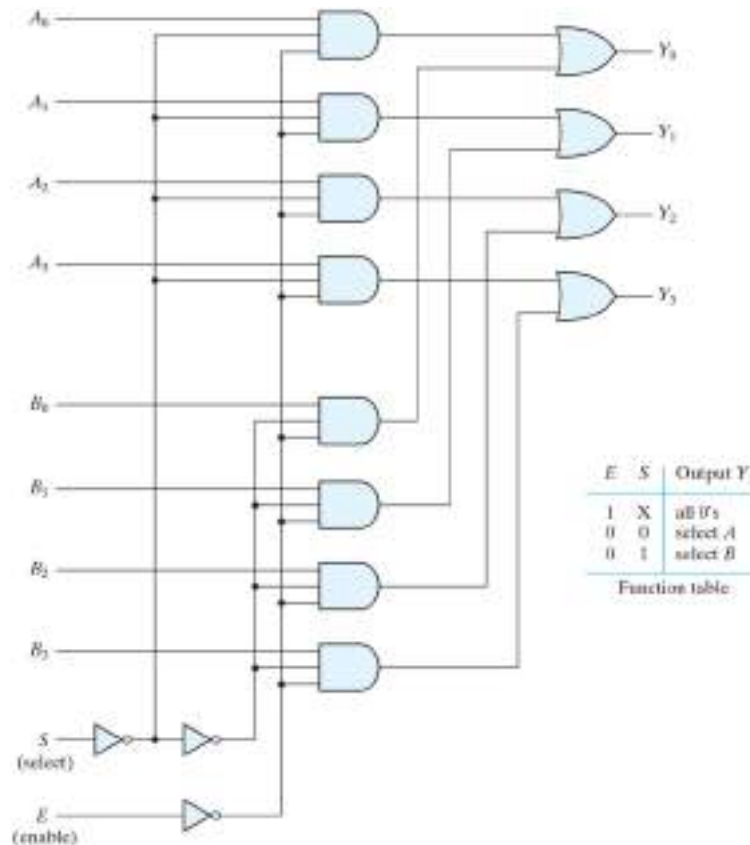 A₀
Y₀
A₁
Y₁
A₂
Y₂
A₃
Y₃
B₀
B₁
B₂
B₃
E S Output Y
1 X all 0's
0 0 select A
0 1 select B
Function table
S
(select)
E
(enable)